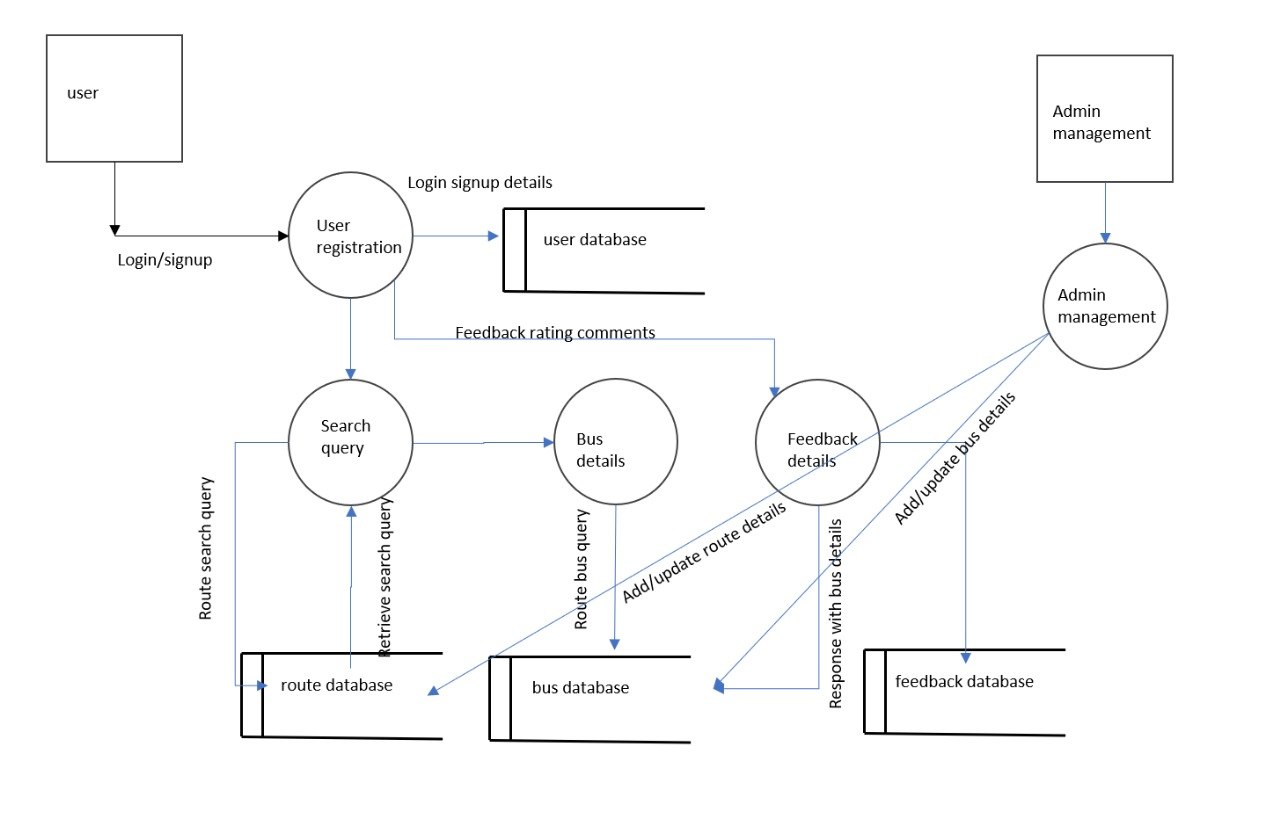 user
Admin
management
Login signup details
User
registration
user database
Login/signup
Admin
management
Feedback rating comments
Search
query
Bus
details
Feedback
details
Add/update bus details
Route search query
Retrieve search query
Route bus query
Add/update route details
Response with bus details
route database
bus database
feedback database